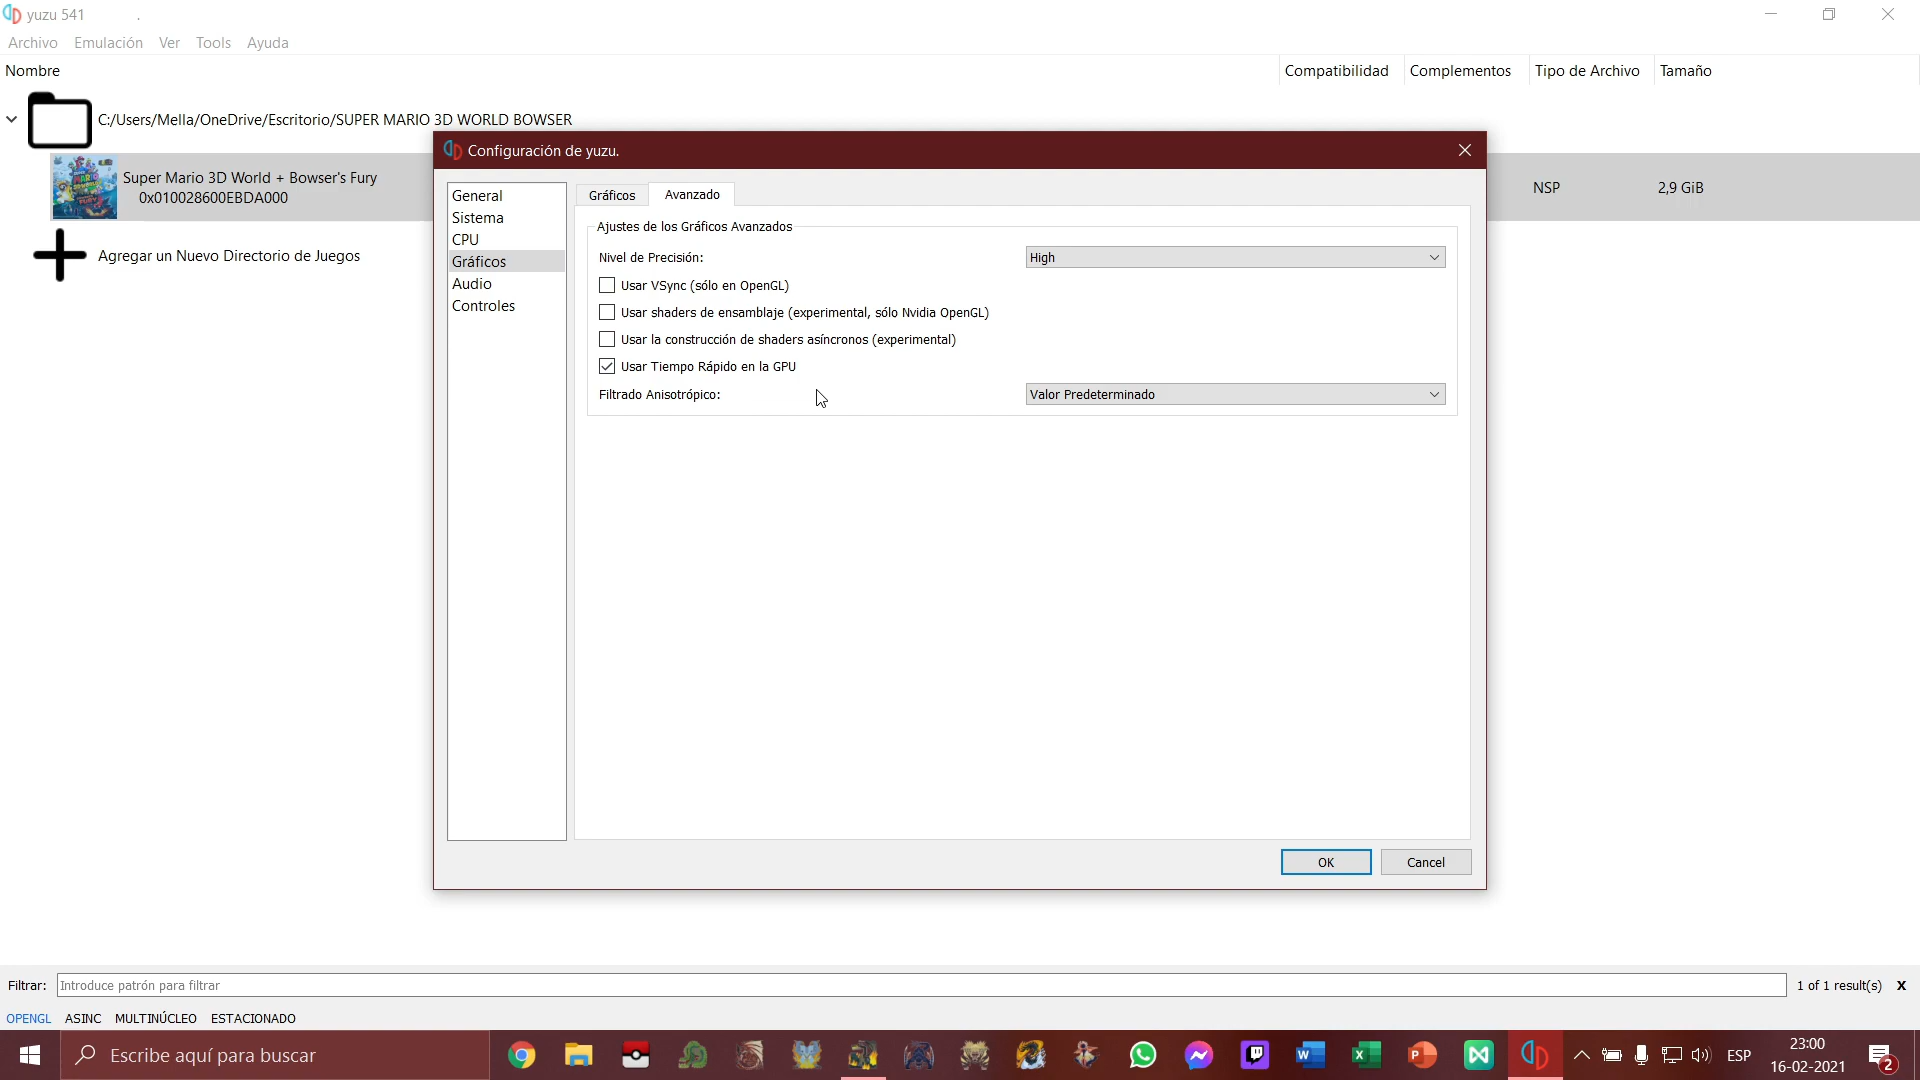 yuzu 541 .
Archivo Emulación Ver Tools Ayuda
Nombre Compatibilidad Complementos Tipo de Archivo Tamaño
C:/Users/Mella/OneDrive/Escritorio/SUPER MARIO 3D WORLD BOWSER
Super Mario 3D World + Bowser's Fury
0x010028600EBDA000
NSP 2,9 GiB
Agregar un Nuevo Directorio de Juegos
Configuración de yuzu.
General
Sistema
CPU
Gráficos
Audio
Controles
Gráficos Avanzado
Ajustes de los Gráficos Avanzados
Nivel de Precisión: High
Usar VSync (sólo en OpenGL)
Usar shaders de ensamblaje (experimental, sólo Nvidia OpenGL)
Usar la construcción de shaders asíncronos (experimental)
Usar Tiempo Rápido en la GPU
Filtrado Anisotrópico: Valor Predeterminado
OK Cancel
Filtrar: Introduce patrón para filtrar 1 of 1 result(s) X
OPENGL ASINC MULTINÚCLEO ESTACIONADO
Escribe aquí para buscar
ESP
23:00
16-02-2021
2